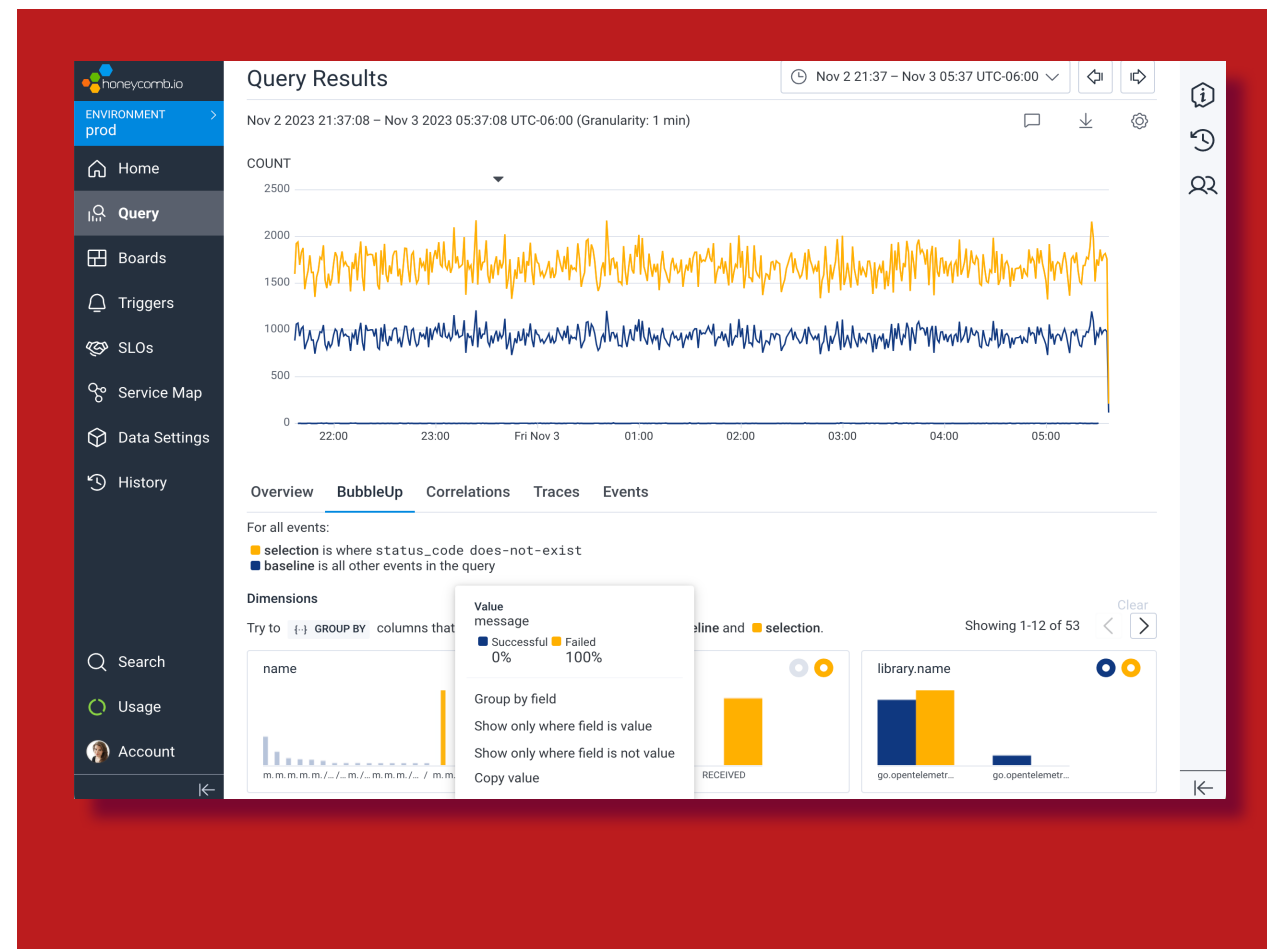 honeycomb.io
ENVIRONMENT
prod
Home
Query
Boards
Triggers
SLOs
Service Map
Data Settings
History
Search
Usage
Account
Query Results
Nov 2 21:37 – Nov 3 05:37 UTC-06:00
Nov 2 2023 21:37:08 – Nov 3 2023 05:37:08 UTC-06:00 (Granularity: 1 min)
COUNT
2500
2000
1500
1000
500
0
22:00 23:00 Fri Nov 3 01:00 02:00 03:00 04:00 05:00
Overview BubbleUp Correlations Traces Events
For all events:
selection is where status_code does-not-exist
baseline is all other events in the query
Dimensions
Clear
Try to {··} GROUP BY columns that eline and selection.
Showing 1-12 of 53
Value
message
Successful Failed
0% 100%
Group by field
Show only where field is value
Show only where field is not value
Copy value
name
m. m. m. m. m. /… /… m. /… m. m. m. /… / m. m.
RECEIVED
library.name
go.opentelemetr… go.opentelemetr…